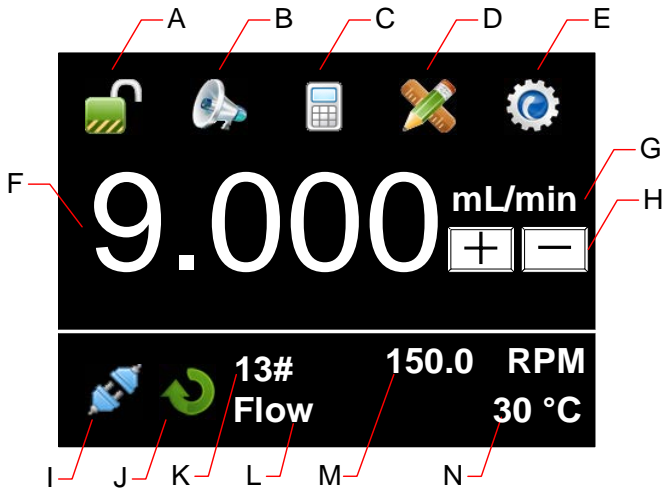 A B C D E
F 9.000 mL/min G
+ − H
13# 150.0 RPM
Flow 30 °C
I J K L M N